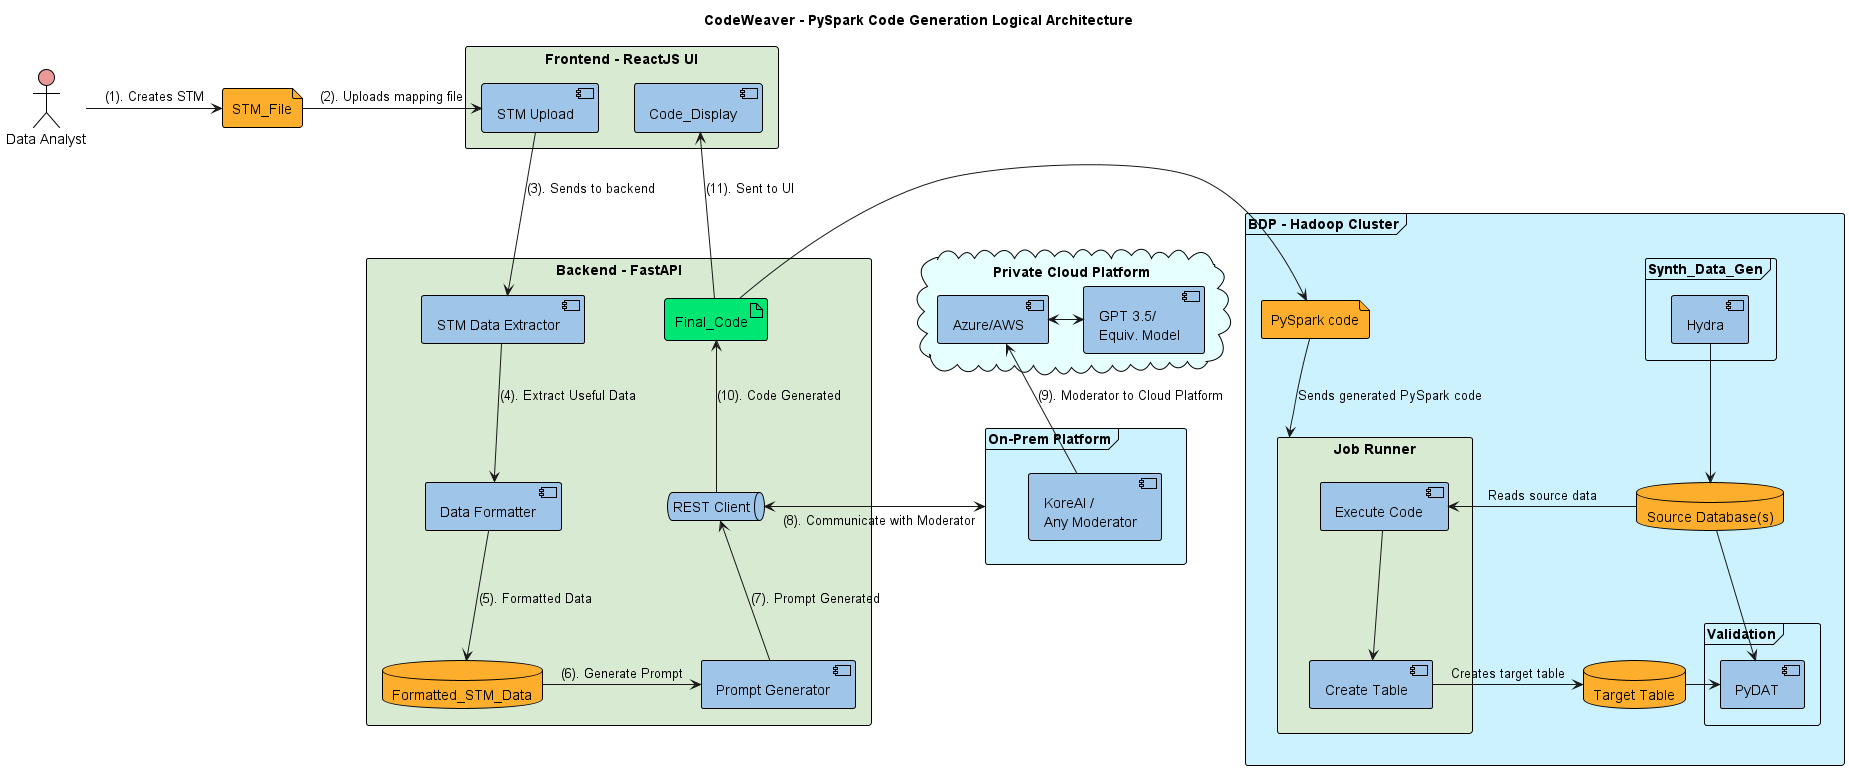 CodeWeaver - PySpark Code Generation Logical Architecture
Data Analyst
(1). Creates STM
STM_File
(2). Uploads mapping file
Frontend - ReactJS UI
STM Upload
Code_Display
(3). Sends to backend
(11). Sent to UI
Backend - FastAPI
STM Data Extractor
Final_Code
(4). Extract Useful Data
(10). Code Generated
Data Formatter
REST Client
(8). Communicate with Moderator
(5). Formatted Data
(7). Prompt Generated
Formatted_STM_Data
(6). Generate Prompt
Prompt Generator
Private Cloud Platform
Azure/AWS
GPT 3.5/
Equiv. Model
(9). Moderator to Cloud Platform
On-Prem Platform
KoreAI /
Any Moderator
BDP - Hadoop Cluster
PySpark code
Sends generated PySpark code
Synth_Data_Gen
Hydra
Job Runner
Execute Code
Reads source data
Source Database(s)
Create Table
Creates target table
Target Table
Validation
PyDAT